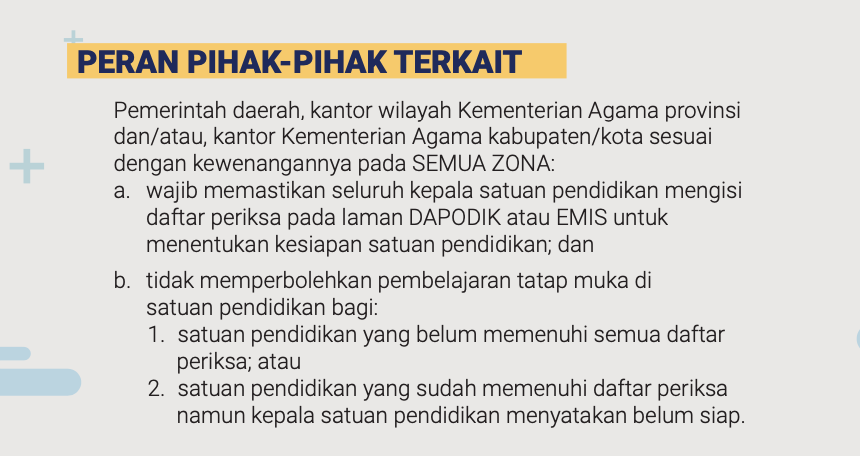 PERAN PIHAK-PIHAK TERKAIT
Pemerintah daerah, kantor wilayah Kementerian Agama provinsi
dan/atau, kantor Kementerian Agama kabupaten/kota sesuai
dengan kewenangannya pada SEMUA ZONA:
a. wajib memastikan seluruh kepala satuan pendidikan mengisi
daftar periksa pada laman DAPODIK atau EMIS untuk
menentukan kesiapan satuan pendidikan; dan
b. tidak memperbolehkan pembelajaran tatap muka di
satuan pendidikan bagi:
1. satuan pendidikan yang belum memenuhi semua daftar
periksa; atau
2. satuan pendidikan yang sudah memenuhi daftar periksa
namun kepala satuan pendidikan menyatakan belum siap.